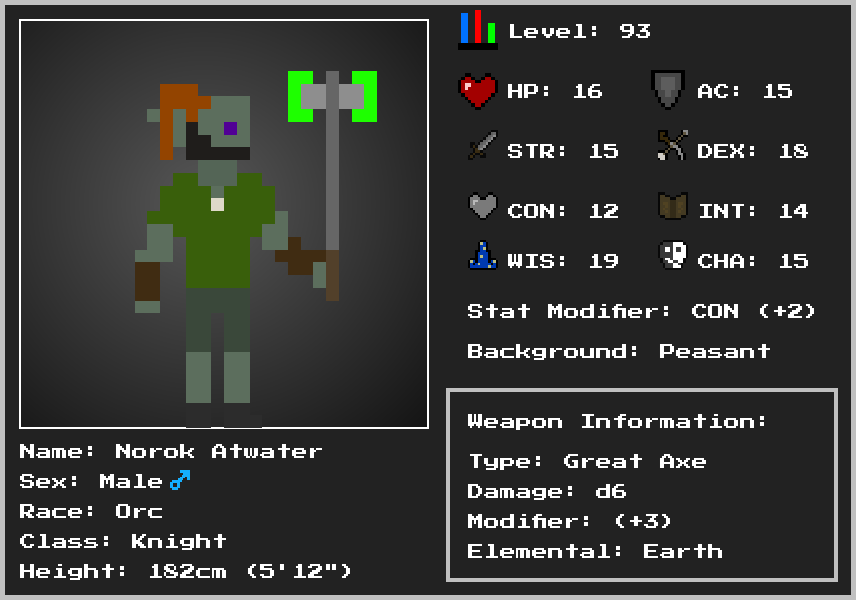 Level: 93
HP: 16
AC: 15
STR: 15
DEX: 18
CON: 12
INT: 14
WIS: 19
CHA: 15
Stat Modifier: CON (+2)
Background: Peasant
Weapon Information:
Type: Great Axe
Damage: d6
Modifier: (+3)
Elemental: Earth
Name: Norok Atwater
Sex: Male ♂
Race: Orc
Class: Knight
Height: 182cm (5'12")